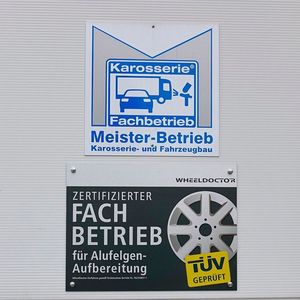 Karosserie®
Fachbetrieb
Meister-Betrieb
Karosserie- und Fahrzeugbau
WHEELDOCTOR
ZERTIFIZIERTER
FACH
BETRIEB
für Alufelgen-
Aufbereitung
TÜV
GEPRÜFT